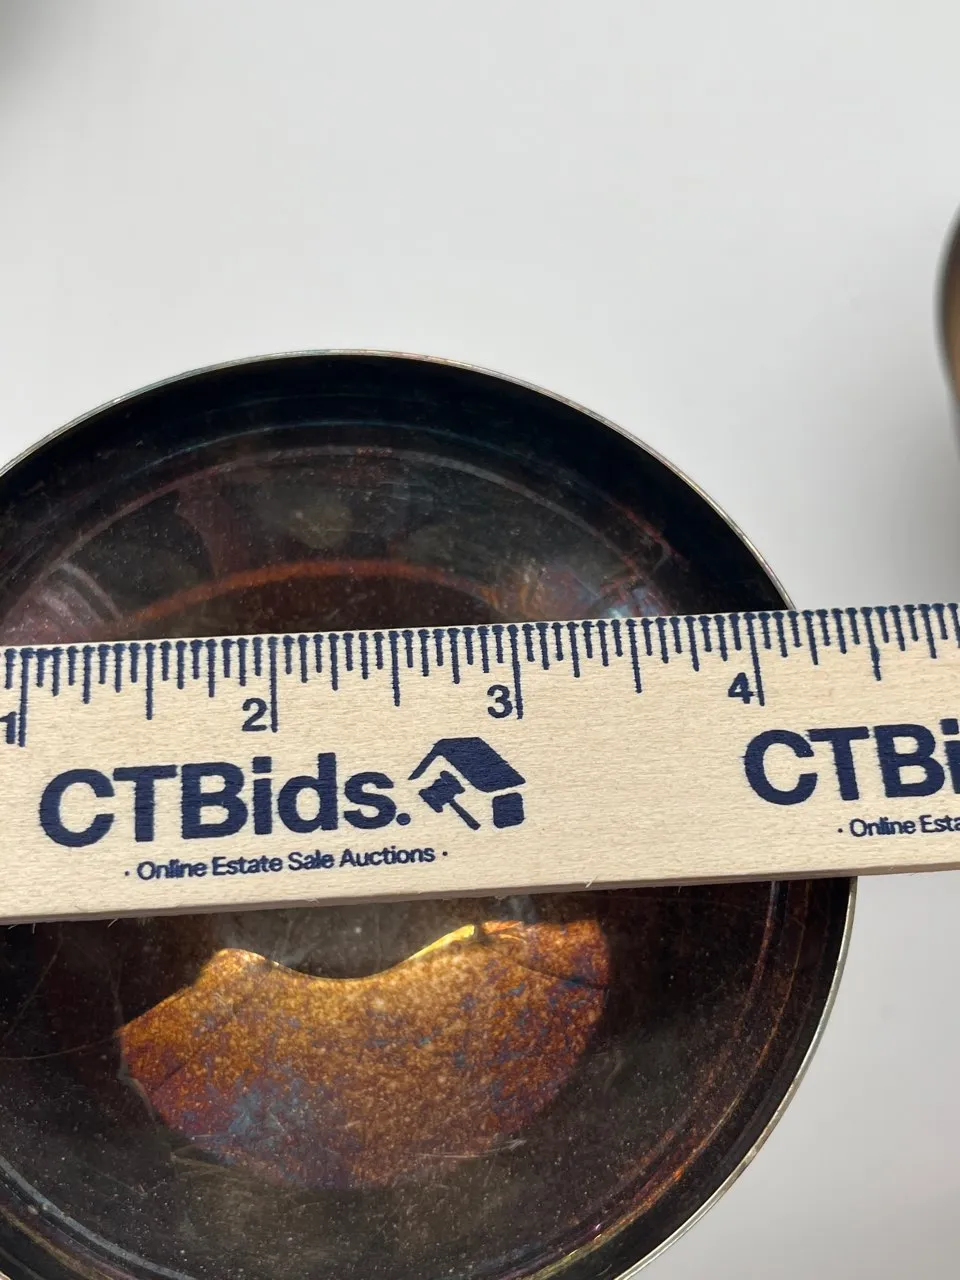 1 2 3 4
CTBids. CTBi
· Online Estate Sale Auctions · · Online Esta